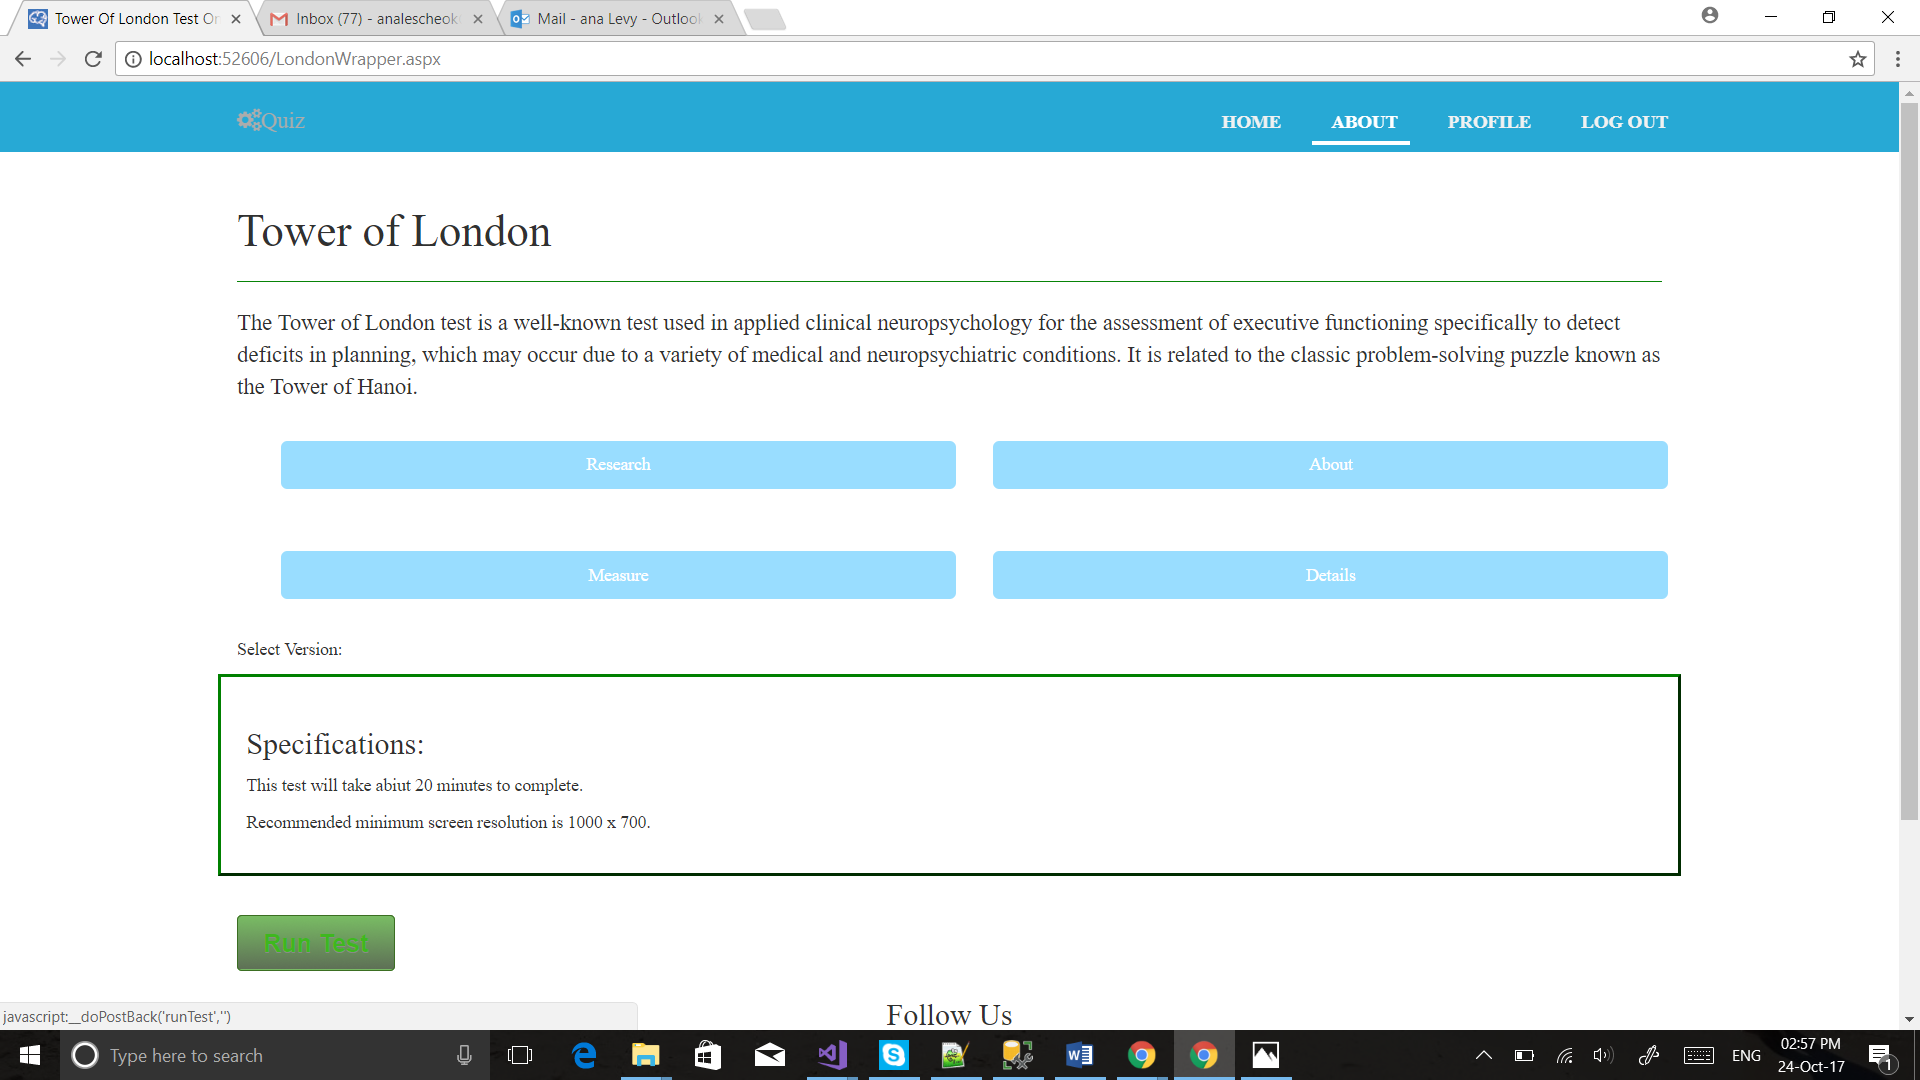 Tower Of London Test Or
Inbox (77) - analescheok
Mail - ana Levy - Outlook
localhost:52606/LondonWrapper.aspx
Quiz
HOME ABOUT PROFILE LOG OUT
Tower of London
The Tower of London test is a well-known test used in applied clinical neuropsychology for the assessment of executive functioning specifically to detect
deficits in planning, which may occur due to a variety of medical and neuropsychiatric conditions. It is related to the classic problem-solving puzzle known as
the Tower of Hanoi.
Research About
Measure Details
Select Version:
Specifications:
This test will take abiut 20 minutes to complete.
Recommended minimum screen resolution is 1000 x 700.
Run Test
Follow Us
javascript:__doPostBack('runTest','')
Type here to search
ENG
02:57 PM
24-Oct-17
1